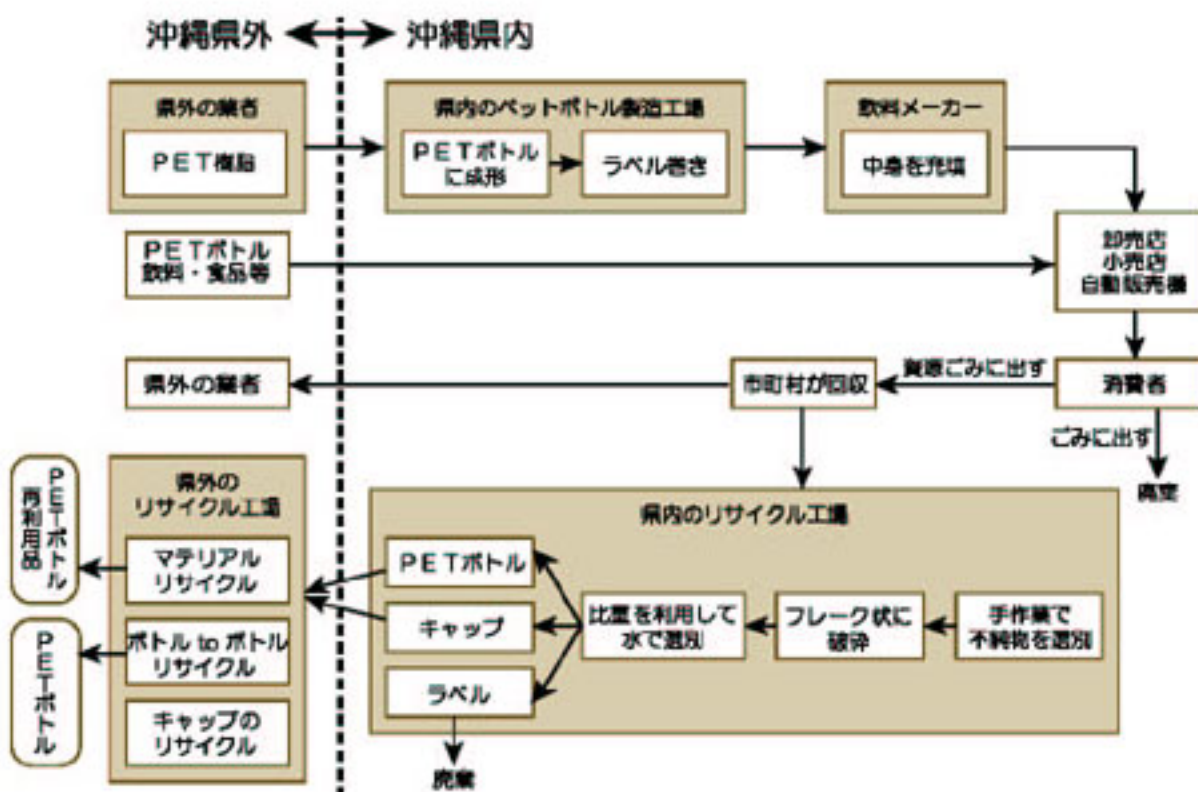 沖縄県外
沖縄県内
県外の業者
PET樹脂
県内のペットボトル製造工場
PETボトル
に成形
ラベル巻き
飲料メーカー
中身を充填
卸売店
小売店
自動販売機
PETボトル
飲料・食品等
県外の業者
市町村が回収
資源ごみに出す
消費者
ごみに出す
廃棄
県外の
リサイクル工場
マテリアル
リサイクル
ボトル to ボトル
リサイクル
キャップの
リサイクル
PETボトル
再利用品
PETボトル
県内のリサイクル工場
PETボトル
キャップ
ラベル
比重を利用して
水で選別
フレーク状に
破砕
手作業で
不純物を選別
廃棄